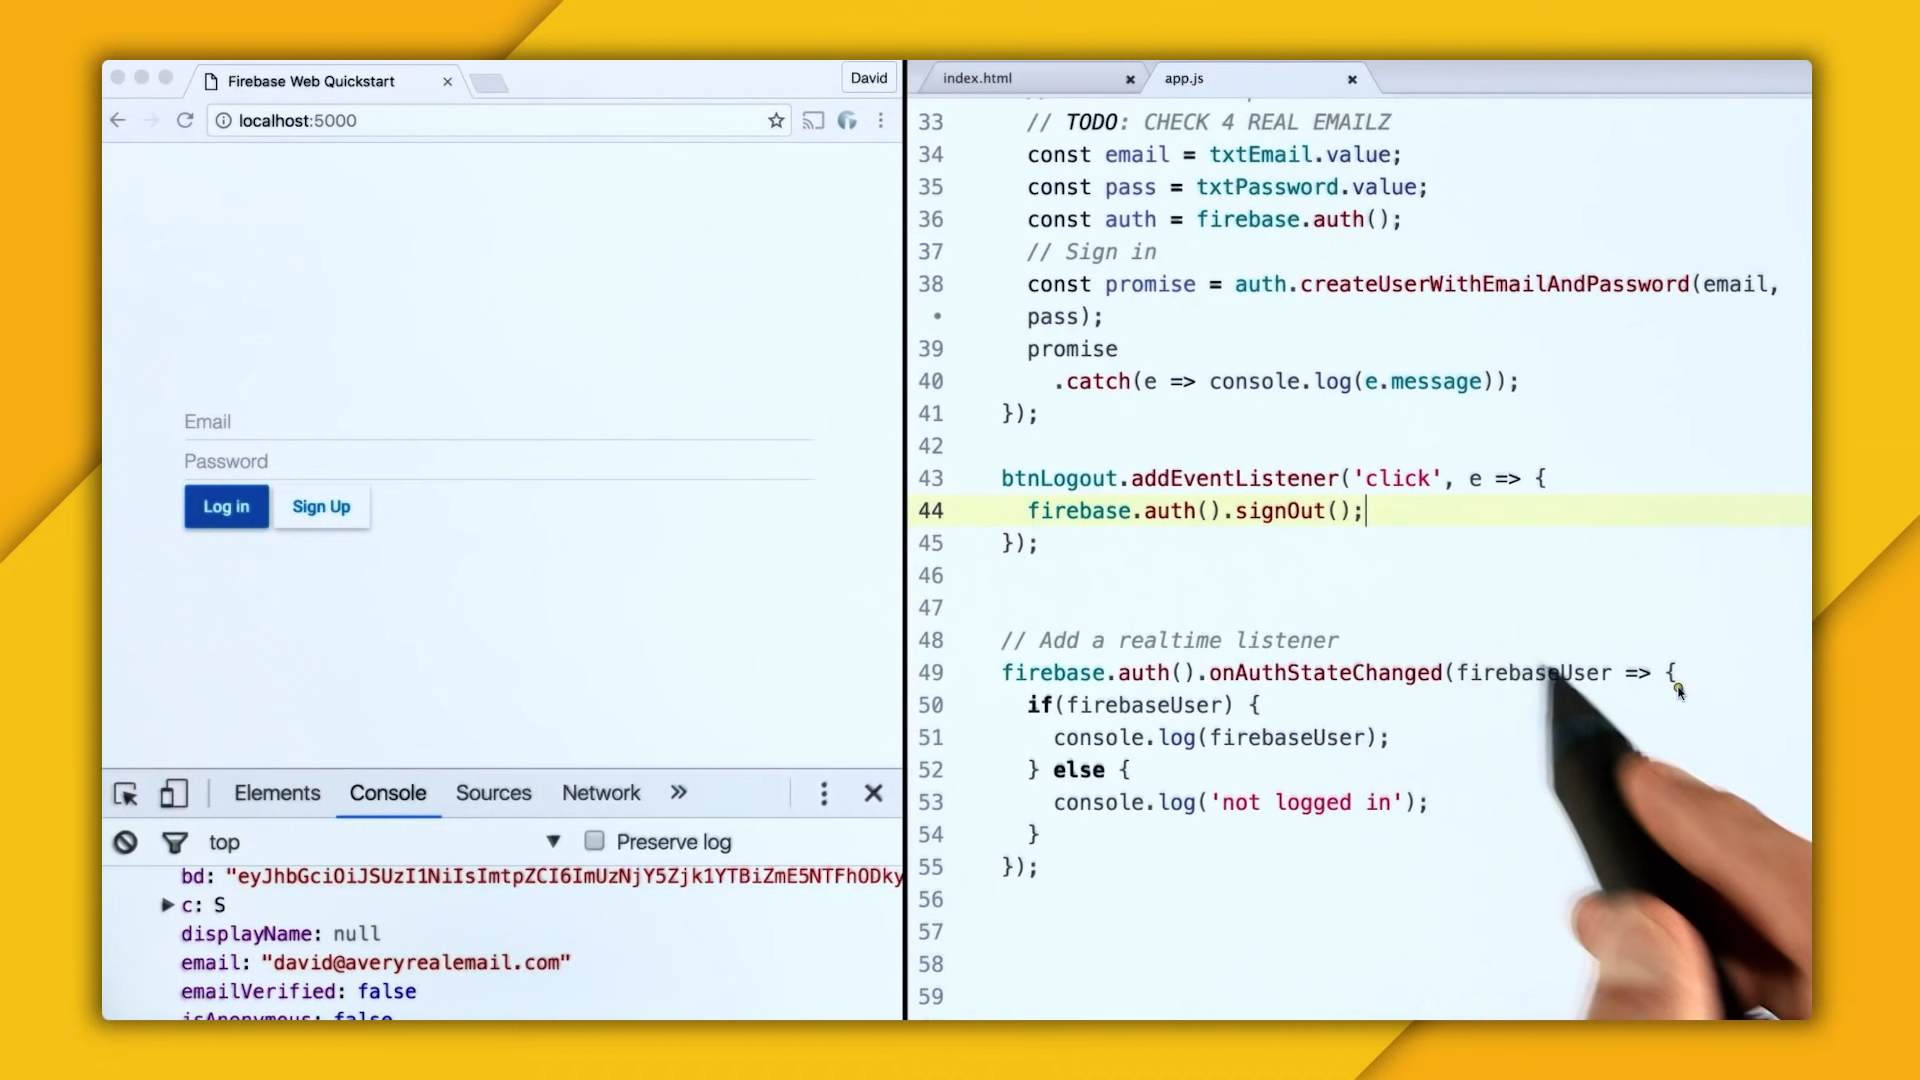 Firebase Web Quickstart
David
localhost:5000
Email
Password
Log in
Sign Up
Elements
Console
Sources
Network
top
Preserve log
bd: "eyJhbGciOiJSUzI1NiIsImtpZCI6ImUzNjY5Zjk1YTBiZmE5NTFhODky
c: S
displayName: null
email: "david@averyrealemail.com"
emailVerified: false
isAnonymous: false
index.html
app.js
33 // TODO: CHECK 4 REAL EMAILZ
34 const email = txtEmail.value;
35 const pass = txtPassword.value;
36 const auth = firebase.auth();
37 // Sign in
38 const promise = auth.createUserWithEmailAndPassword(email,
• pass);
39 promise
40 .catch(e => console.log(e.message));
41 });
42
43 btnLogout.addEventListener('click', e => {
44 firebase.auth().signOut();
45 });
46
47
48 // Add a realtime listener
49 firebase.auth().onAuthStateChanged(firebaseUser => {
50 if(firebaseUser) {
51 console.log(firebaseUser);
52 } else {
53 console.log('not logged in');
54 }
55 });
56
57
58
59